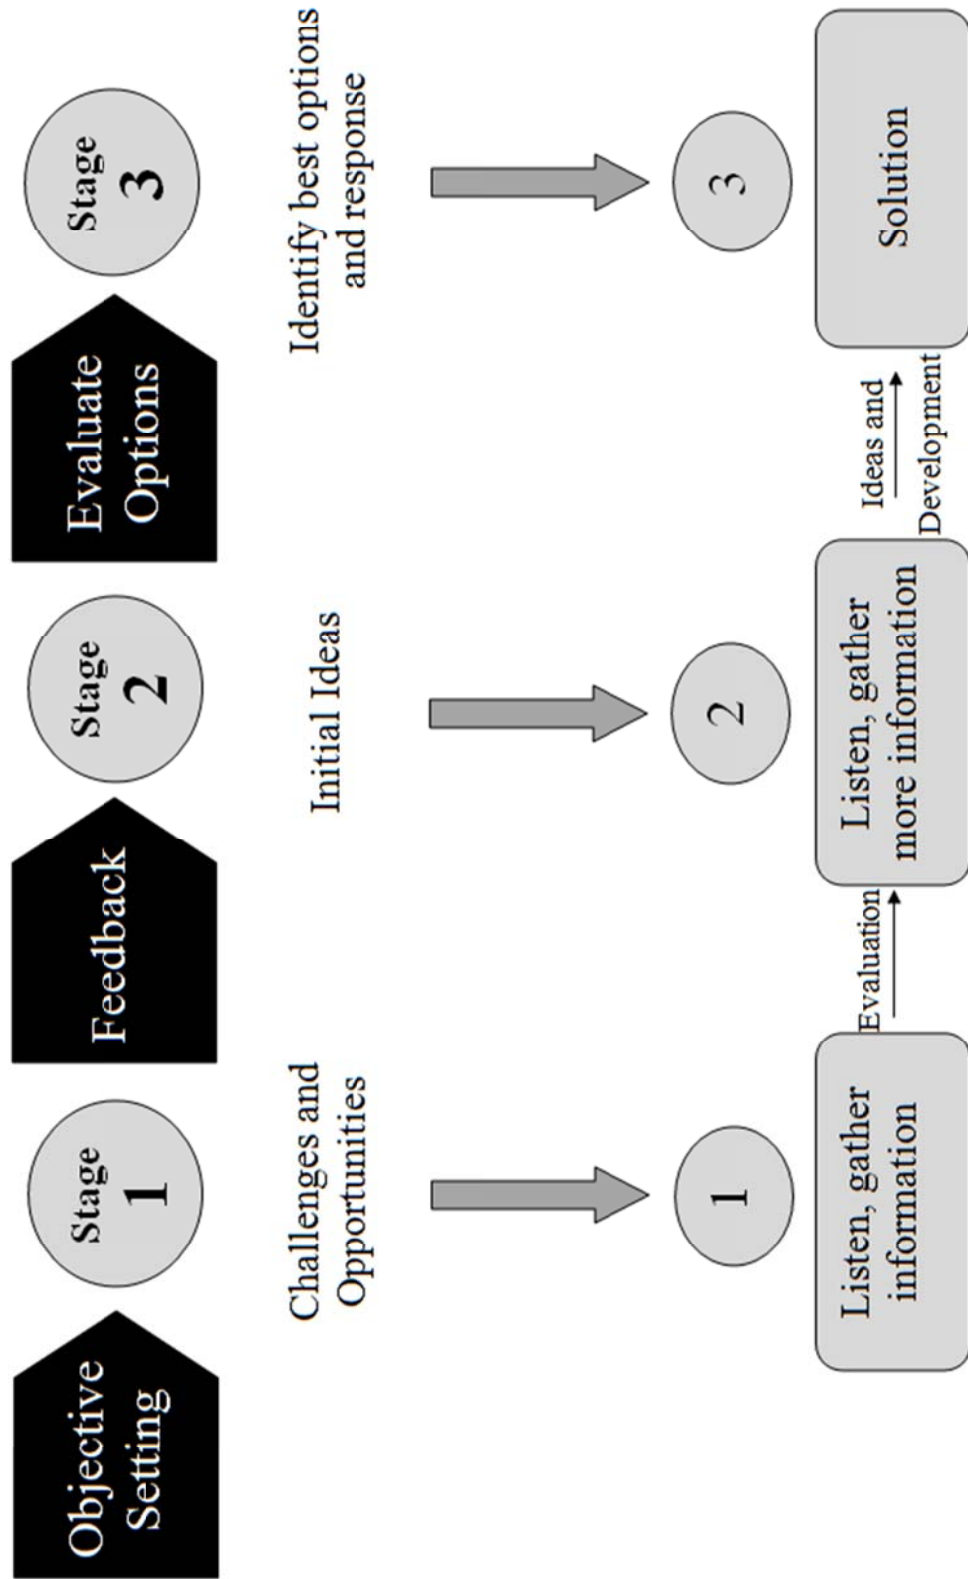 Objective
Setting
Stage
1
Feedback
Stage
2
Evaluate
Options
Stage
3
Challenges and
Opportunities
Initial Ideas
Identify best options
and response
1
2
3
Listen, gather
information
Evaluation
Listen, gather
more information
Ideas and
Development
Solution